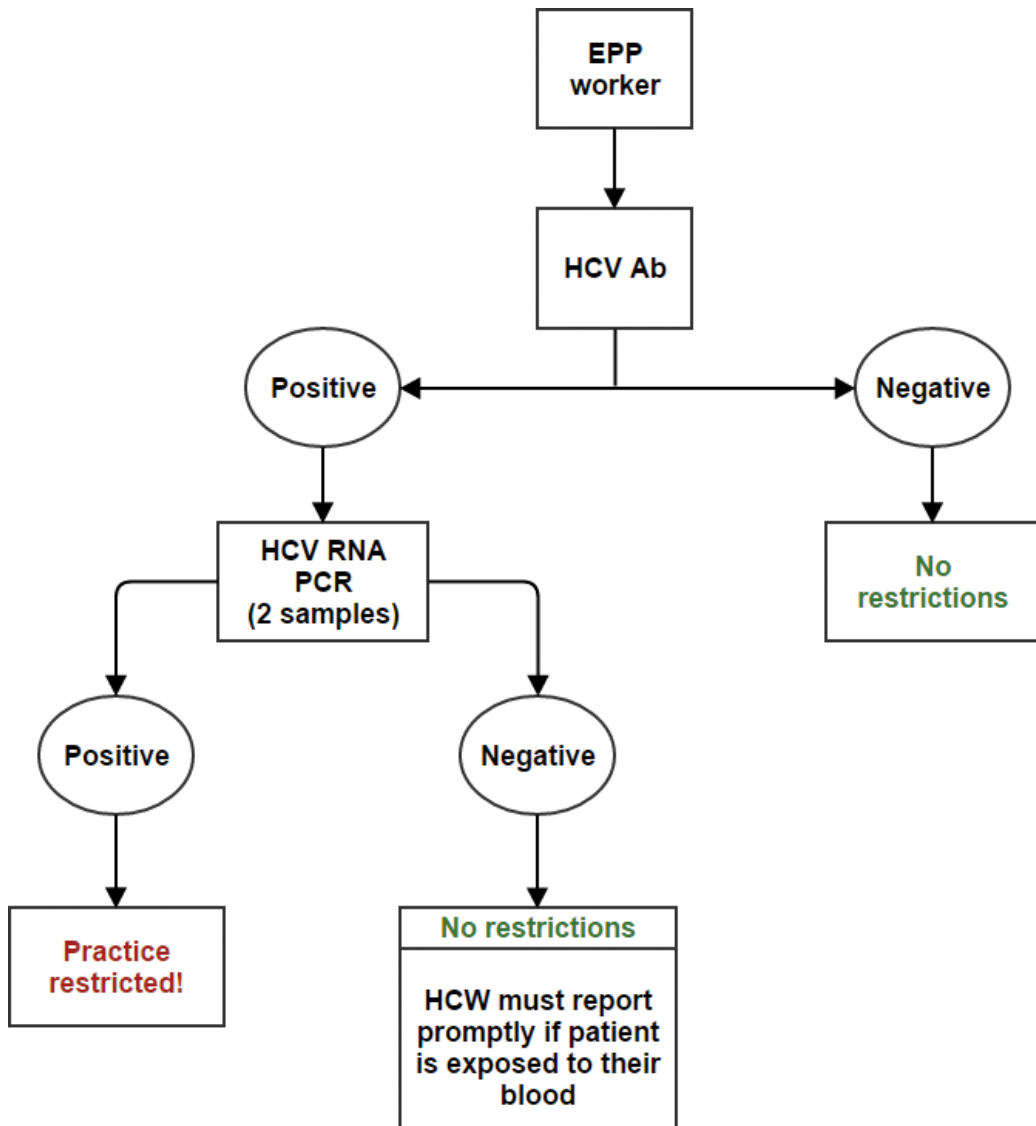 EPP
worker
HCV Ab
Positive
Negative
HCV RNA
PCR
(2 samples)
No
restrictions
Positive
Negative
Practice
restricted!
No restrictions
HCW must report
promptly if patient
is exposed to their
blood